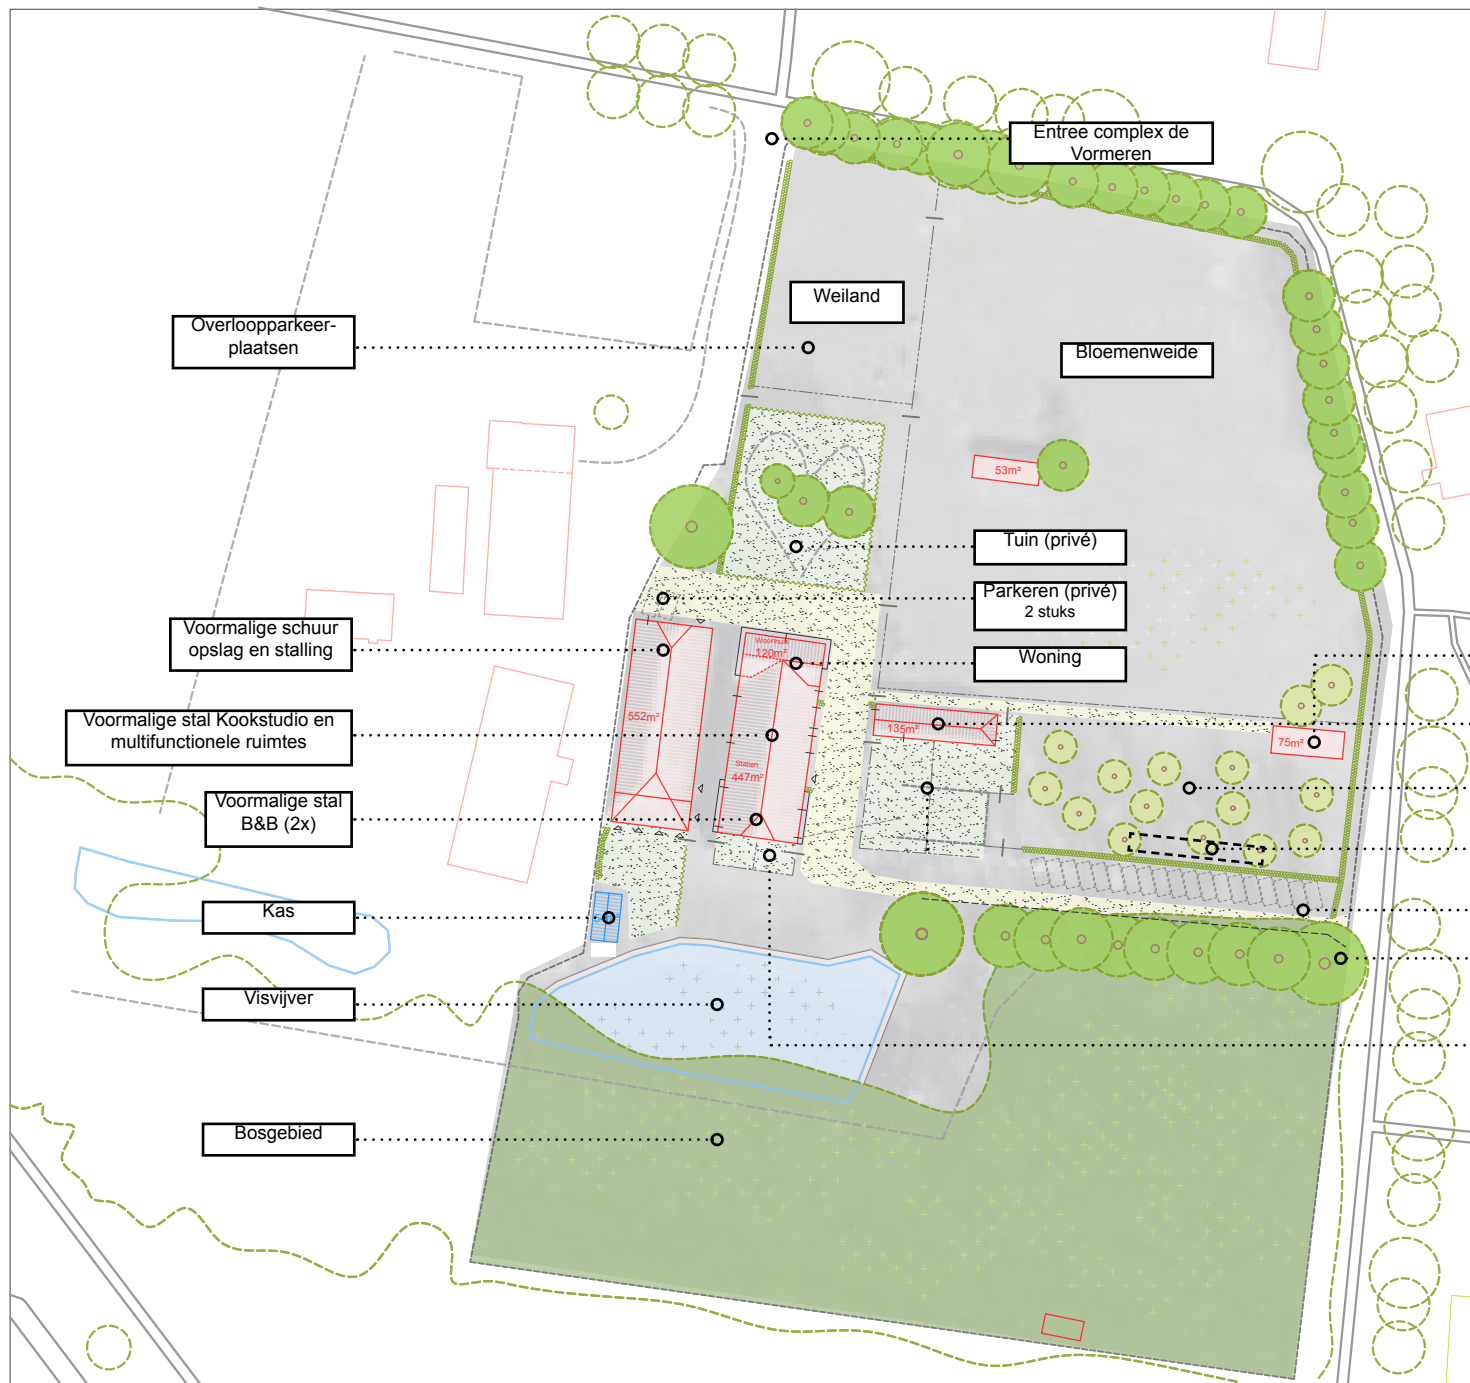 Entree complex de
Vormeren
Weiland
Overloopparkeer-
plaatsen
Bloemenweide
53m²
Tuin (privé)
Parkeren (privé)
2 stuks
Voormalige schuur
opslag en stalling
Woonhuis
120m²
Woning
Voormalige stal Kookstudio en
multifunctionele ruimtes
552m²
135m²
75m²
Stallen
447m²
Voormalige stal
B&B (2x)
Kas
Visvijver
Bosgebied